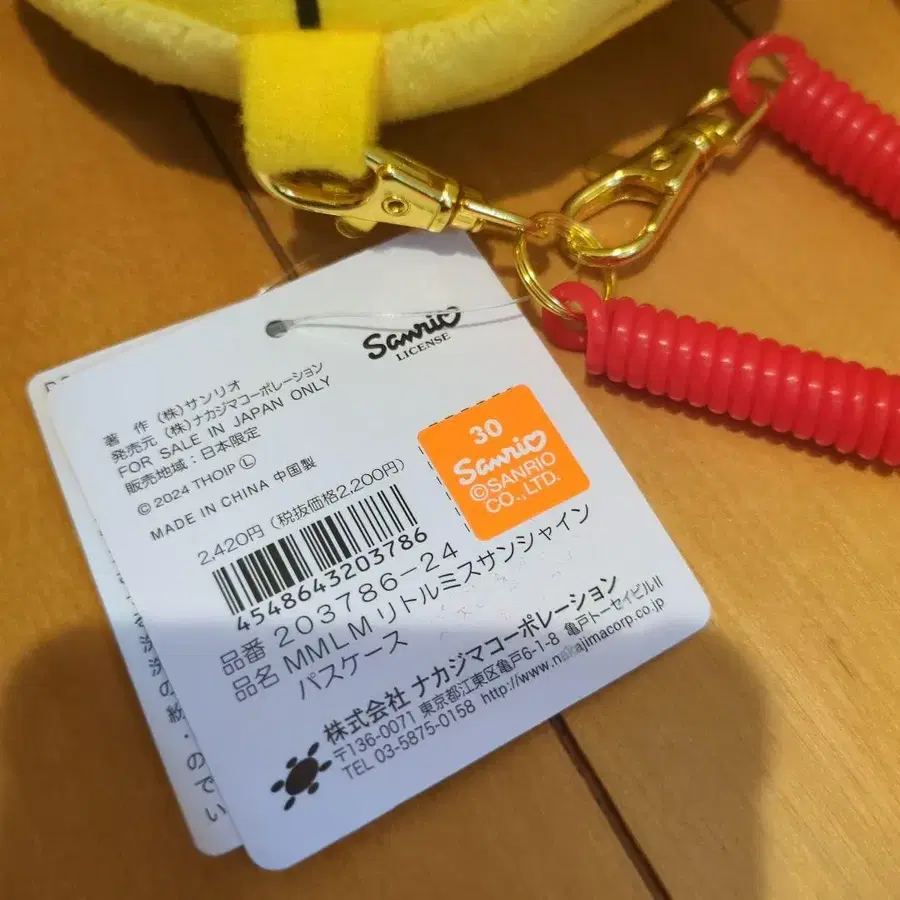 Sanrio
LICENSE
著 作 (株)サンリオ
発売元 (株)ナカジマコーポレーション
FOR SALE IN JAPAN ONLY
販売地域:日本限定
©2024 THOIP Ⓛ
MADE IN CHINA 中国製
30
Sanrio
©SANRIO
CO.,LTD.
2,420円 (税抜価格2,200円)
4548643203786
品番 203786-24
品名 MMLMリトルミスサンシャイン
パスケース
株式会社 ナカジマコーポレーション
〒136-0071 東京都江東区亀戸6-1-8 亀戸トーセイビルII
TEL 03-5875-0158 http://www.nakajimacorp.co.jp